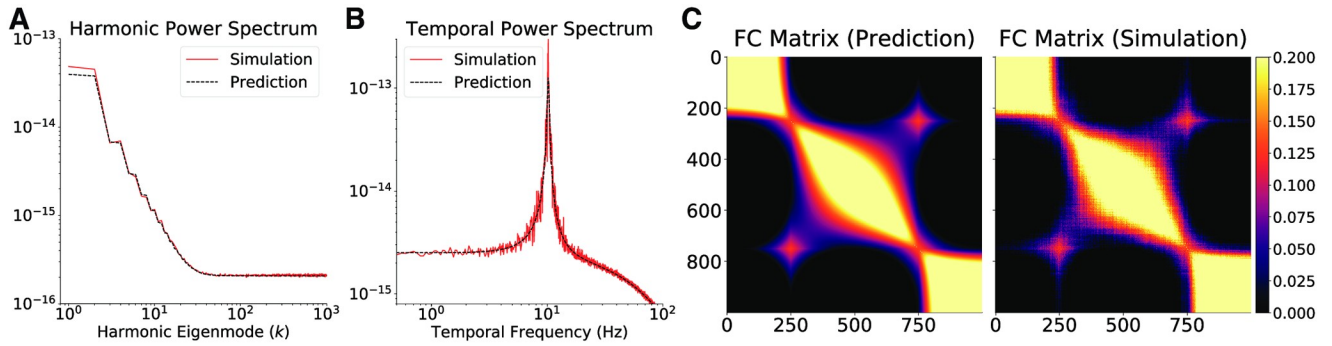 A
Harmonic Power Spectrum
10⁻¹³
10⁻¹⁴
10⁻¹⁵
10⁻¹⁶
Simulation
Prediction
10⁰ 10¹ 10² 10³
Harmonic Eigenmode (k)
B
Temporal Power Spectrum
10⁻¹³
10⁻¹⁴
10⁻¹⁵
Simulation
Prediction
10⁰ 10¹ 10²
Temporal Frequency (Hz)
C
FC Matrix (Prediction)
0
200
400
600
800
0 250 500 750
FC Matrix (Simulation)
0 250 500 750
0.200
0.175
0.150
0.125
0.100
0.075
0.050
0.025
0.000